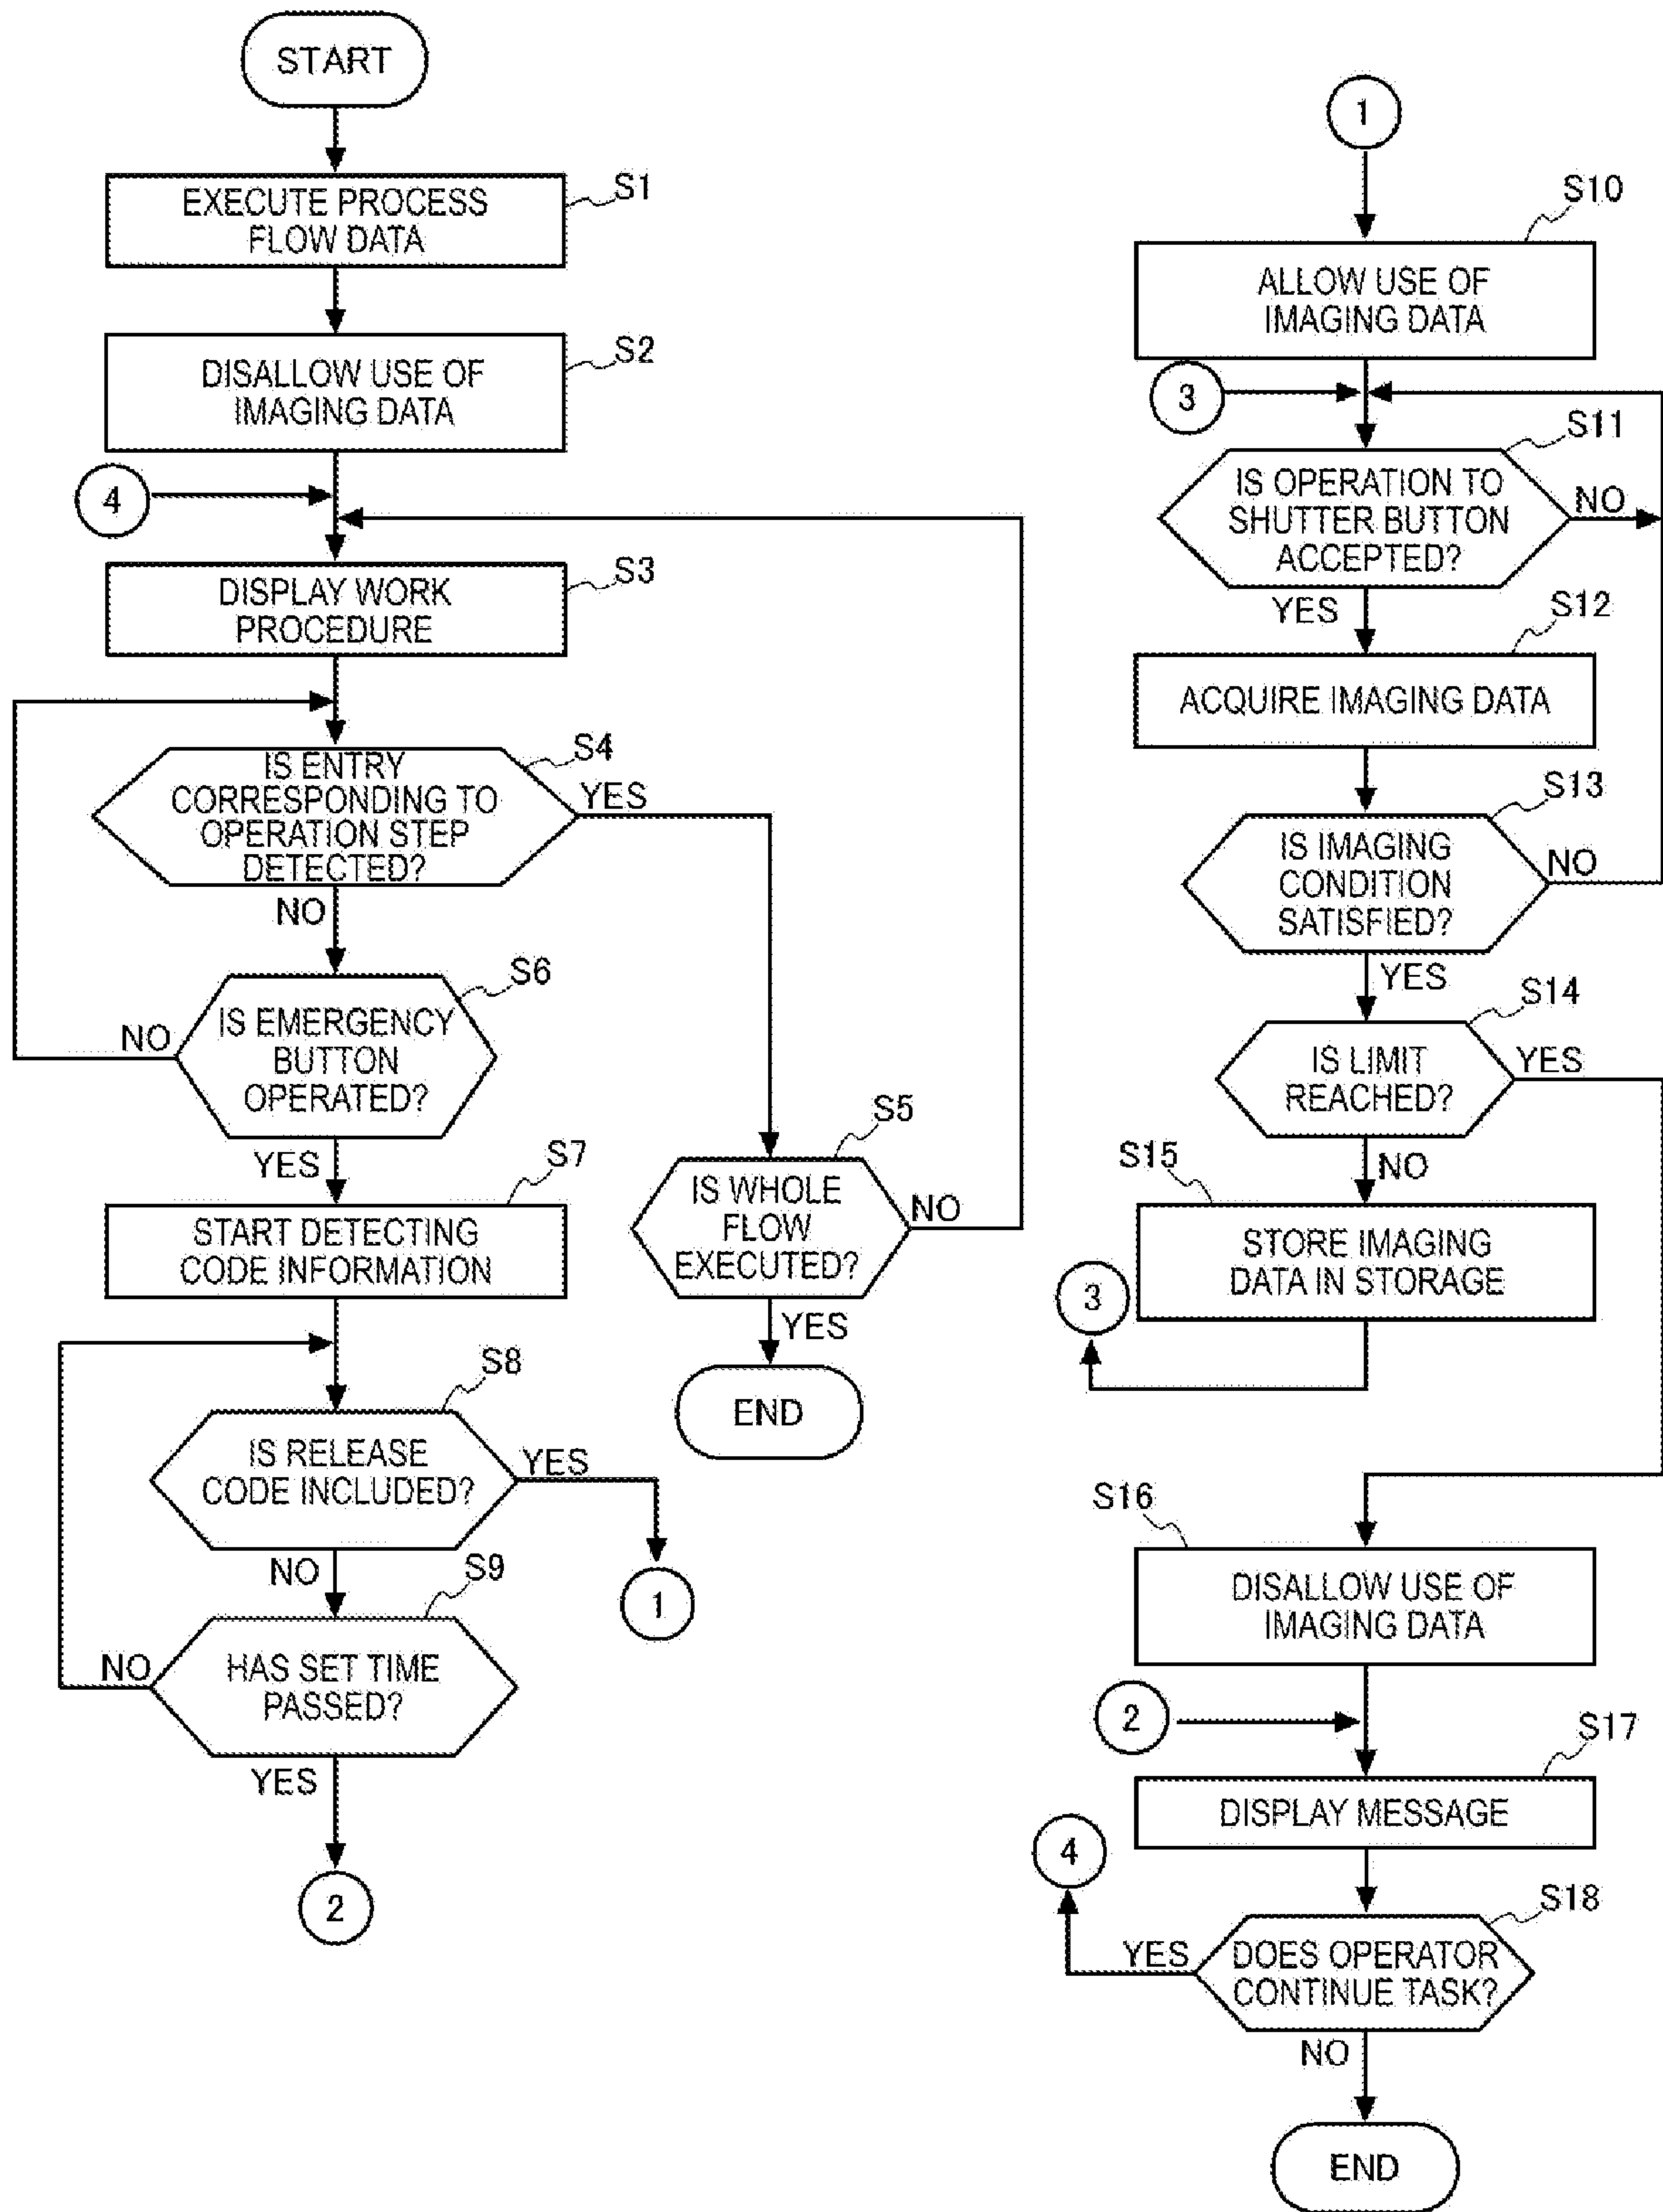 START
S1
EXECUTE PROCESS
FLOW DATA
S2
DISALLOW USE OF
IMAGING DATA
4
S3
DISPLAY WORK
PROCEDURE
S4
IS ENTRY
CORRESPONDING TO
OPERATION STEP
DETECTED?
YES
NO
S6
IS EMERGENCY
BUTTON
OPERATED?
NO
YES
S5
IS WHOLE
FLOW
EXECUTED?
NO
YES
END
S7
START DETECTING
CODE INFORMATION
S8
IS RELEASE
CODE INCLUDED?
YES
1
NO
S9
HAS SET TIME
PASSED?
NO
YES
2
1
S10
ALLOW USE OF
IMAGING DATA
3
S11
IS OPERATION TO
SHUTTER BUTTON
ACCEPTED?
NO
YES
S12
ACQUIRE IMAGING DATA
S13
IS IMAGING
CONDITION
SATISFIED?
NO
YES
S14
IS LIMIT
REACHED?
YES
NO
S15
STORE IMAGING
DATA IN STORAGE
3
S16
DISALLOW USE OF
IMAGING DATA
2
S17
DISPLAY MESSAGE
4
S18
DOES OPERATOR
CONTINUE TASK?
YES
NO
END